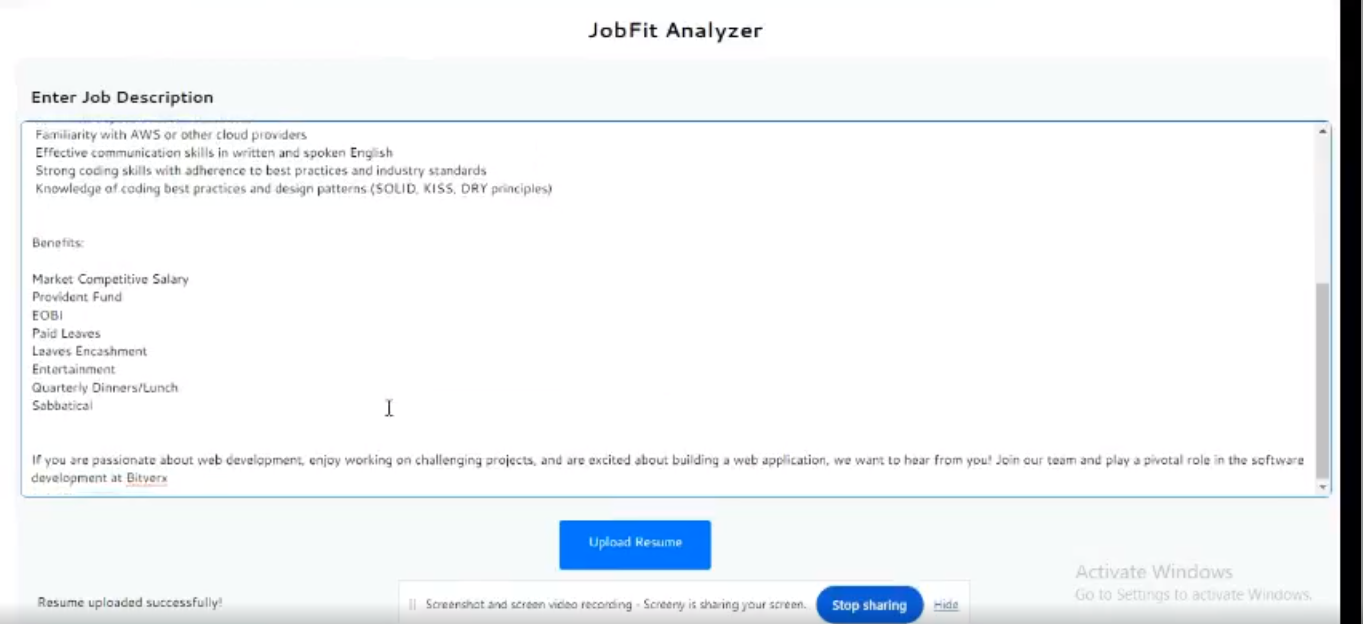 JobFit Analyzer
Enter Job Description
Familiarity with AWS or other cloud providers
Effective communication skills in written and spoken English
Strong coding skills with adherence to best practices and industry standards
Knowledge of coding best practices and design patterns (SOLID, KISS, DRY principles)
Benefits:
Market Competitive Salary
Provident Fund
EOBI
Paid Leaves
Leaves Encashment
Entertainment
Quarterly Dinners/Lunch
Sabbatical
If you are passionate about web development, enjoy working on challenging projects, and are excited about building a web application, we want to hear from you! Join our team and play a pivotal role in the software
development at Bitverx
Upload Resume
Activate Windows
Go to Settings to activate Windows.
Resume uploaded successfully!
Screenshot and screen video recording - Screeny is sharing your screen.
Stop sharing
Hide